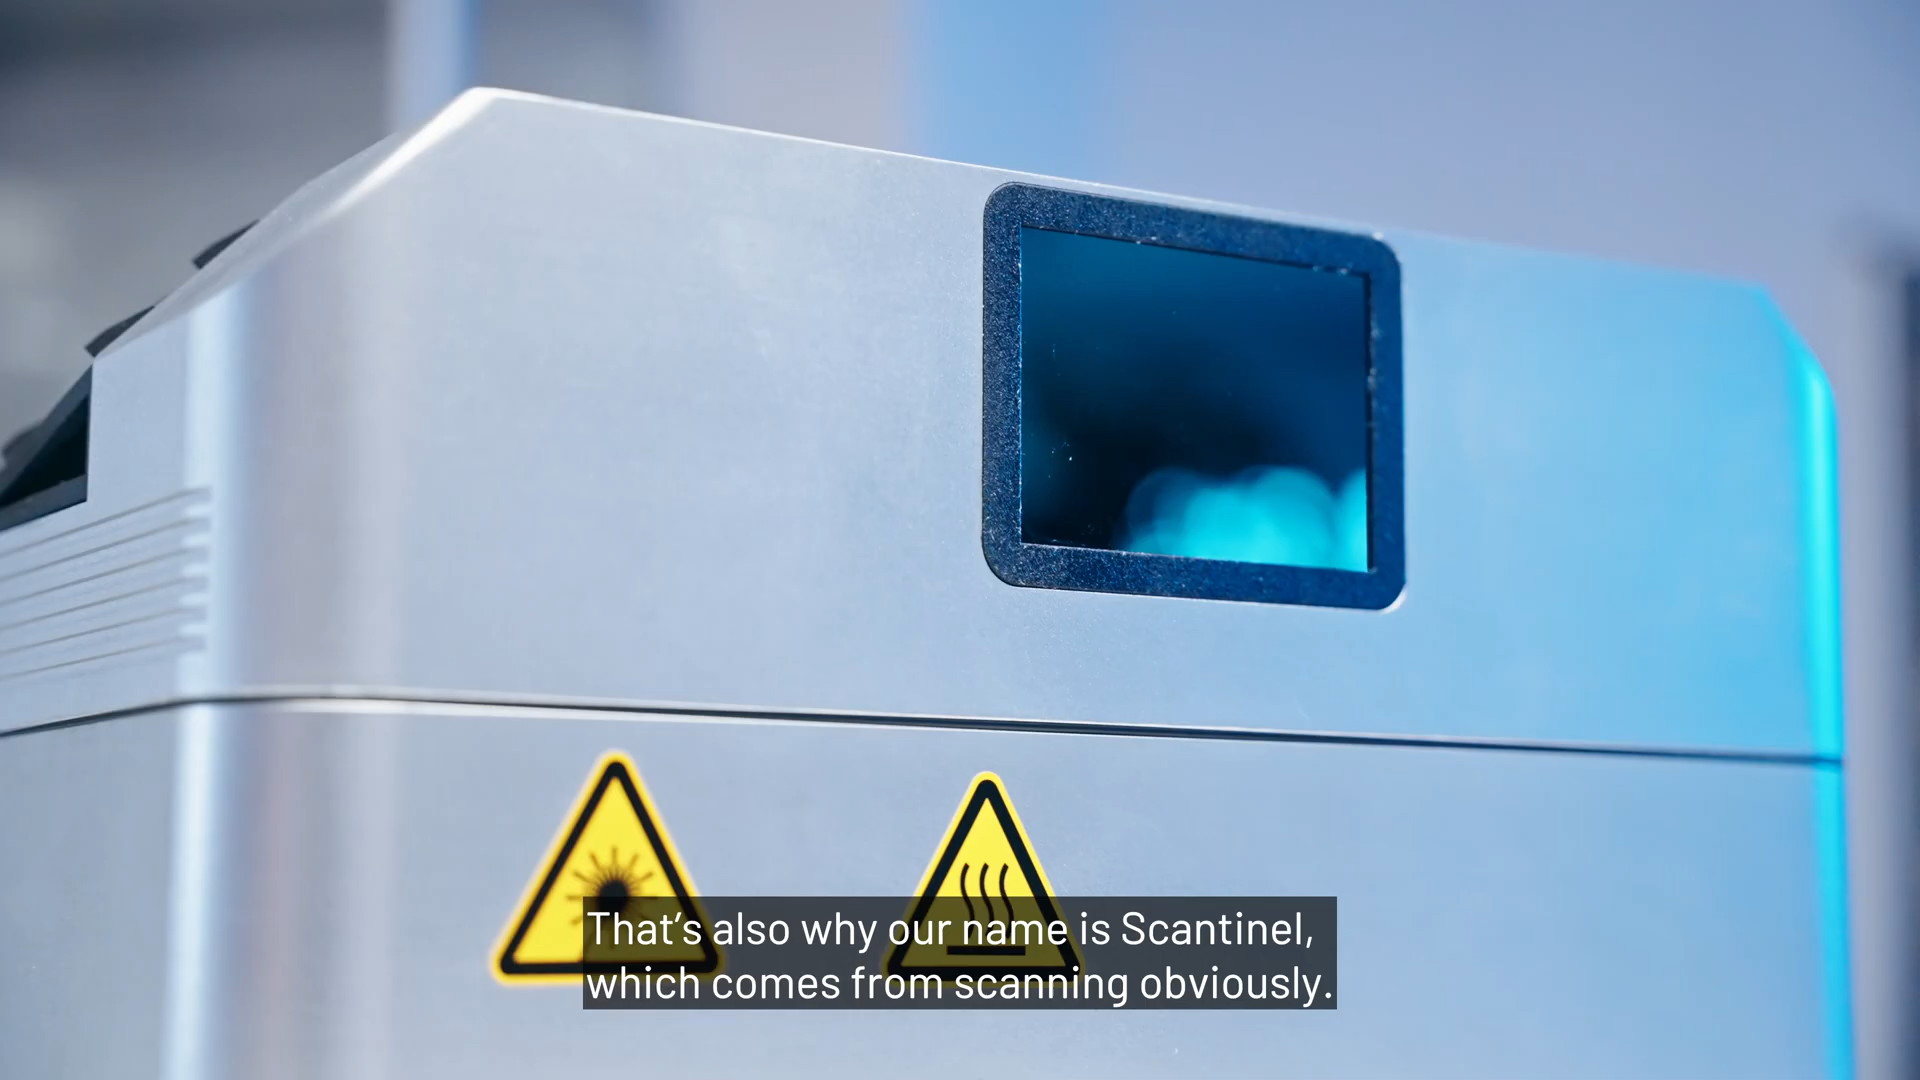 That's also why our name is Scantinel,
which comes from scanning obviously.